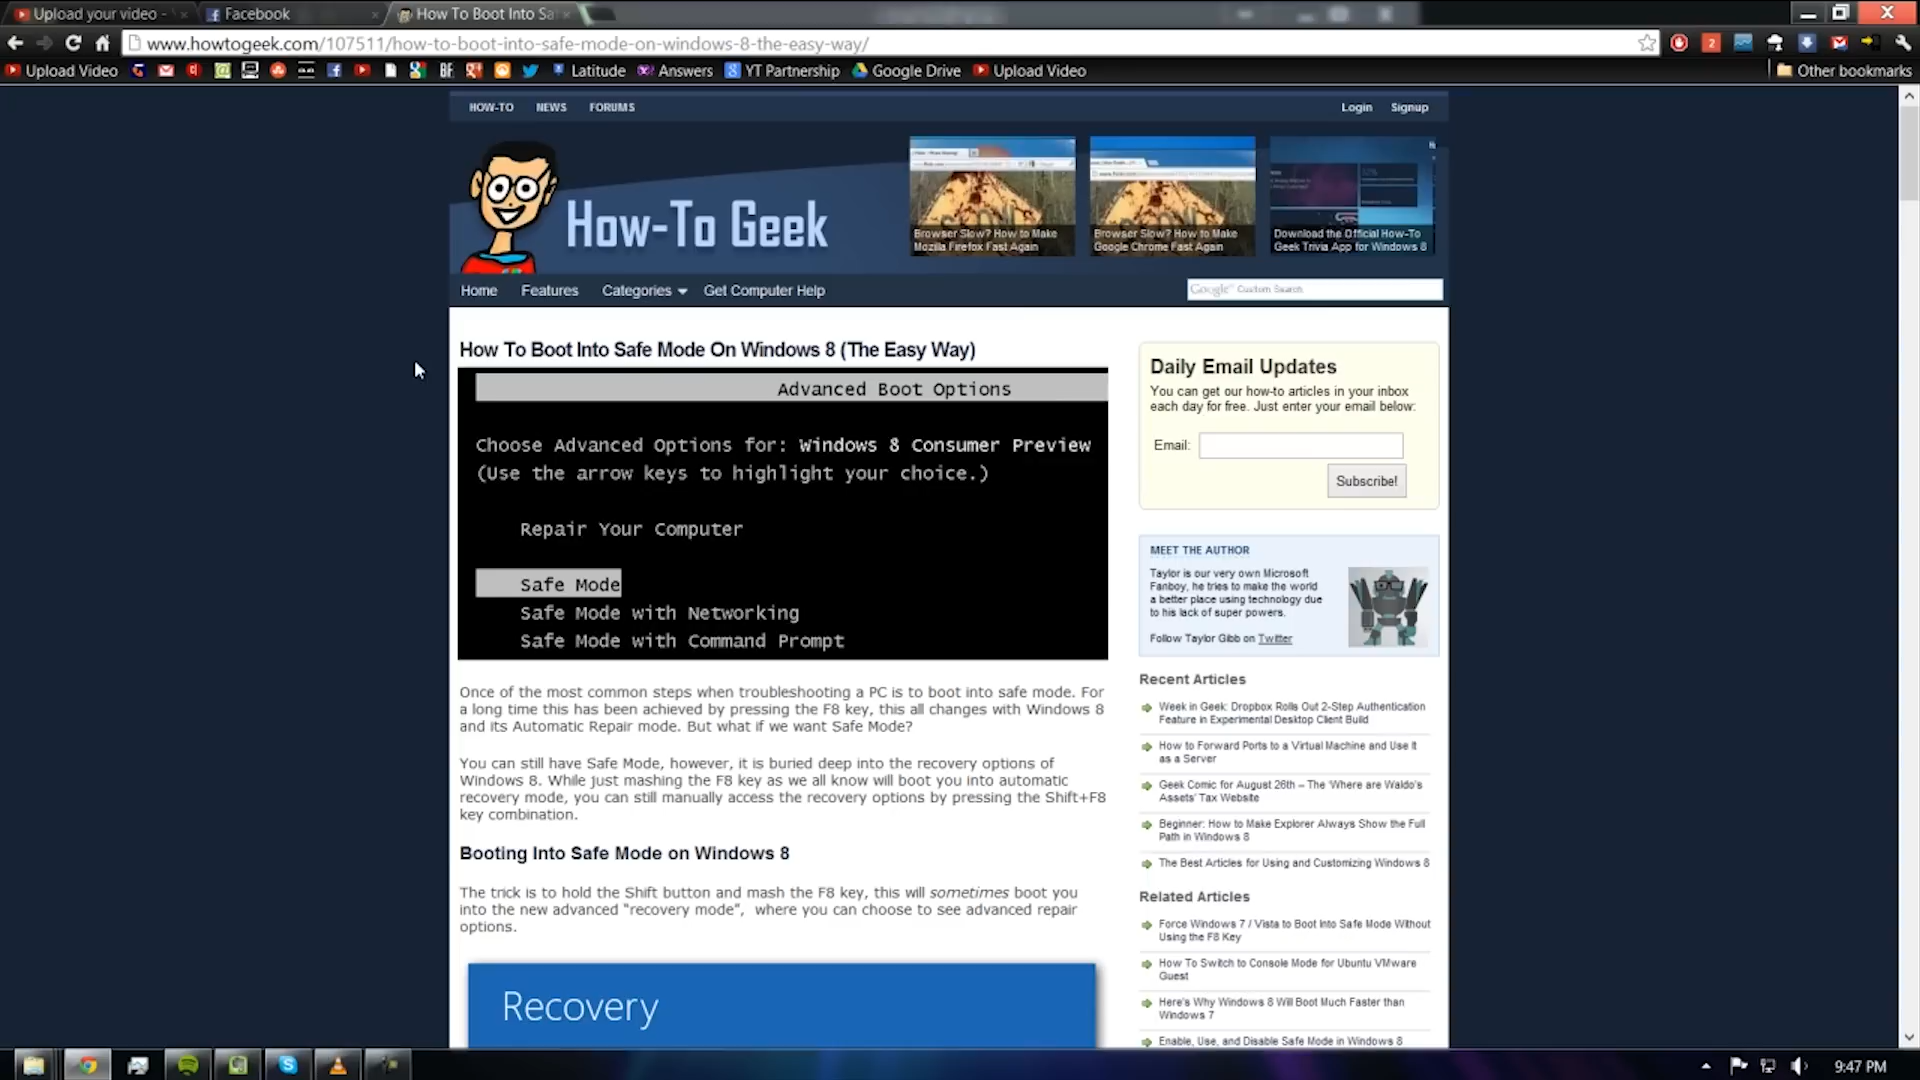 Upload your video -
Facebook
How To Boot Into Sa
www.howtogeek.com/107511/how-to-boot-into-safe-mode-on-windows-8-the-easy-way/
2
Upload Video
BF
Latitude
Answers
YT Partnership
Google Drive
Upload Video
Other bookmarks
HOW-TO NEWS FORUMS
Login Signup
How-To Geek
Browser Slow? How to Make
Mozilla Firefox Fast Again
Browser Slow? How to Make
Google Chrome Fast Again
Download the Official How-To
Geek Trivia App for Windows 8
Home Features Categories Get Computer Help
Google™ Custom Search
How To Boot Into Safe Mode On Windows 8 (The Easy Way)
Advanced Boot Options
Choose Advanced Options for: Windows 8 Consumer Preview
(Use the arrow keys to highlight your choice.)
Repair Your Computer
Safe Mode
Safe Mode with Networking
Safe Mode with Command Prompt
Once of the most common steps when troubleshooting a PC is to boot into safe mode. For
a long time this has been achieved by pressing the F8 key, this all changes with Windows 8
and its Automatic Repair mode. But what if we want Safe Mode?
You can still have Safe Mode, however, it is buried deep into the recovery options of
Windows 8. While just mashing the F8 key as we all know will boot you into automatic
recovery mode, you can still manually access the recovery options by pressing the Shift+F8
key combination.
Booting Into Safe Mode on Windows 8
The trick is to hold the Shift button and mash the F8 key, this will sometimes boot you
into the new advanced "recovery mode", where you can choose to see advanced repair
options.
Recovery
Daily Email Updates
You can get our how-to articles in your inbox
each day for free. Just enter your email below:
Email:
Subscribe!
MEET THE AUTHOR
Taylor is our very own Microsoft
Fanboy, he tries to make the world
a better place using technology due
to his lack of super powers.
Follow Taylor Gibb on Twitter
Recent Articles
Week in Geek: Dropbox Rolls Out 2-Step Authentication
Feature in Experimental Desktop Client Build
How to Forward Ports to a Virtual Machine and Use It
as a Server
Geek Comic for August 26th – The 'Where are Waldo's
Assets' Tax Website
Beginner: How to Make Explorer Always Show the Full
Path in Windows 8
The Best Articles for Using and Customizing Windows 8
Related Articles
Force Windows 7 / Vista to Boot Into Safe Mode Without
Using the F8 Key
How To Switch to Console Mode for Ubuntu VMware
Guest
Here's Why Windows 8 Will Boot Much Faster than
Windows 7
Enable, Use, and Disable Safe Mode in Windows 8
9:47 PM